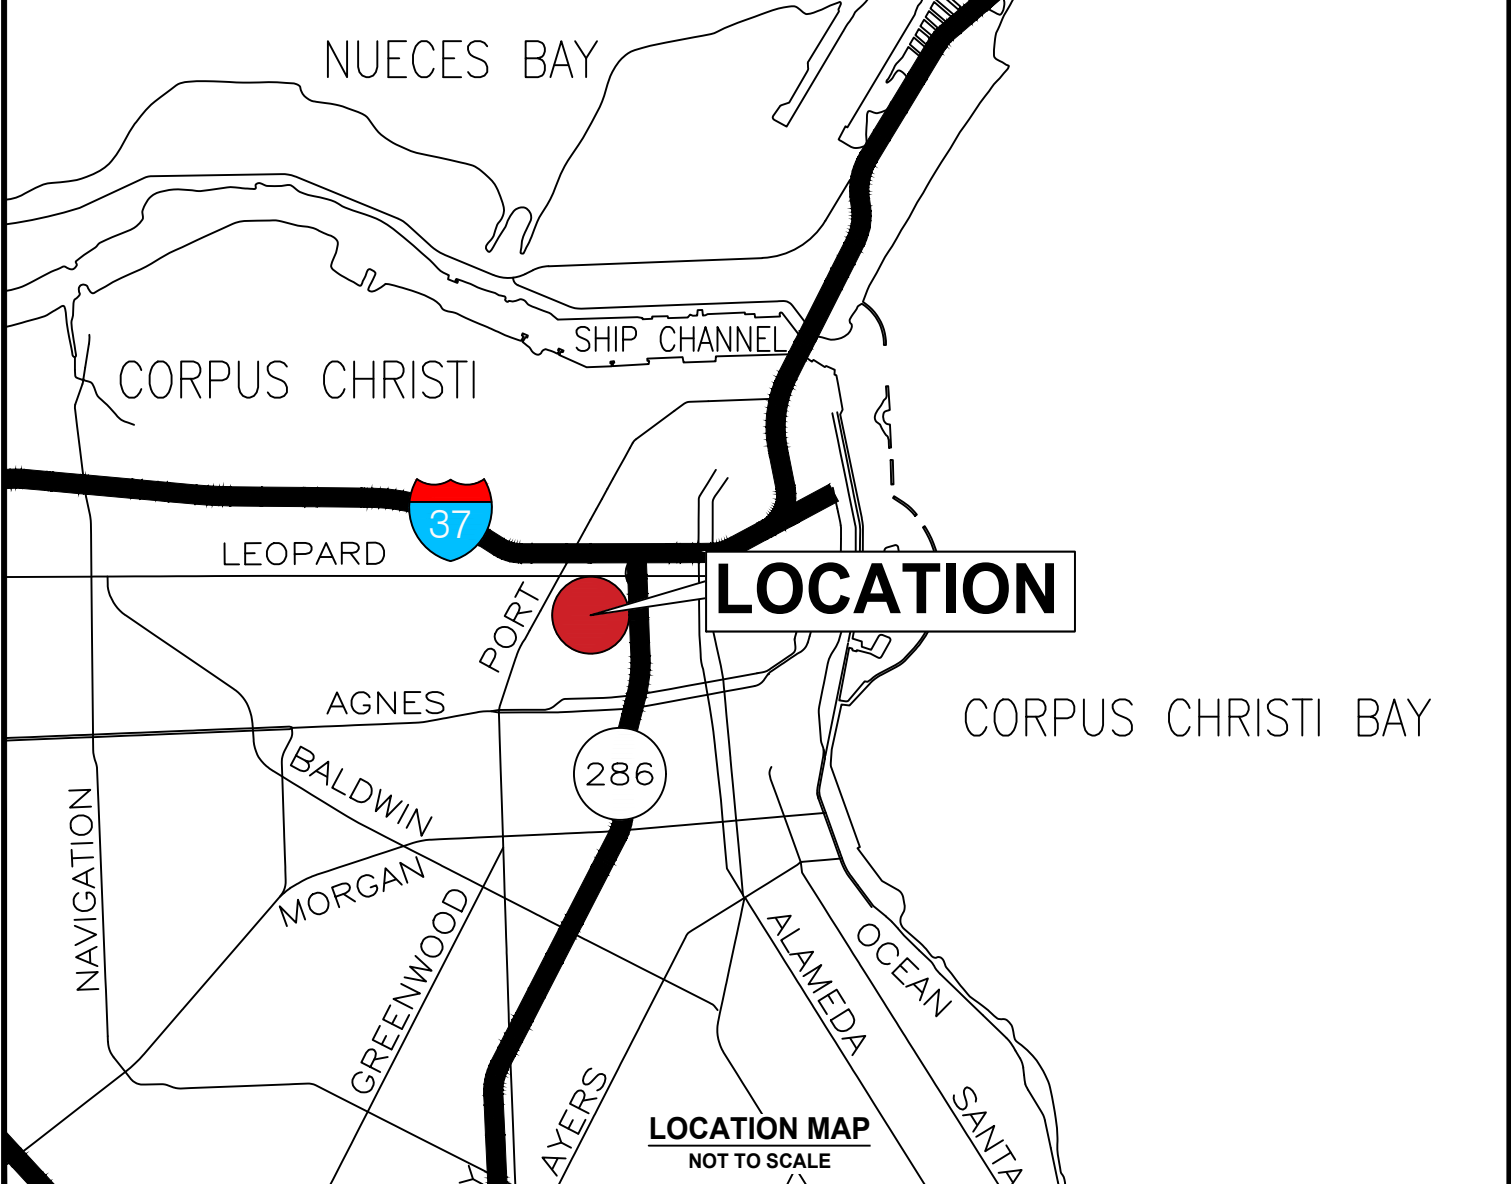 NUECES BAY
SHIP CHANNEL
CORPUS CHRISTI
37
LEOPARD
LOCATION
PORT
AGNES
CORPUS CHRISTI BAY
BALDWIN
286
NAVIGATION
MORGAN
GREENWOOD
ALAMEDA
OCEAN
AYERS
SANTA
LOCATION MAP
NOT TO SCALE